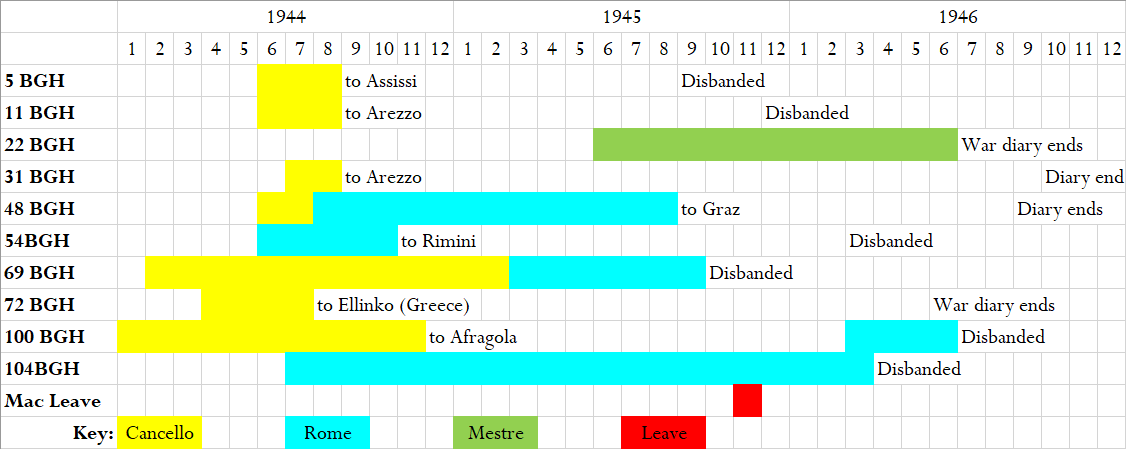 1944 1945 1946
1 2 3 4 5 6 7 8 9 10 11 12 1 2 3 4 5 6 7 8 9 10 11 12 1 2 3 4 5 6 7 8 9 10 11 12
5 BGH to Assissi Disbanded
11 BGH to Arezzo Disbanded
22 BGH War diary ends
31 BGH to Arezzo Diary end
48 BGH to Graz Diary ends
54BGH to Rimini Disbanded
69 BGH Disbanded
72 BGH to Ellinko (Greece) War diary ends
100 BGH to Afragola Disbanded
104BGH Disbanded
Mac Leave
Key: Cancello Rome Mestre Leave